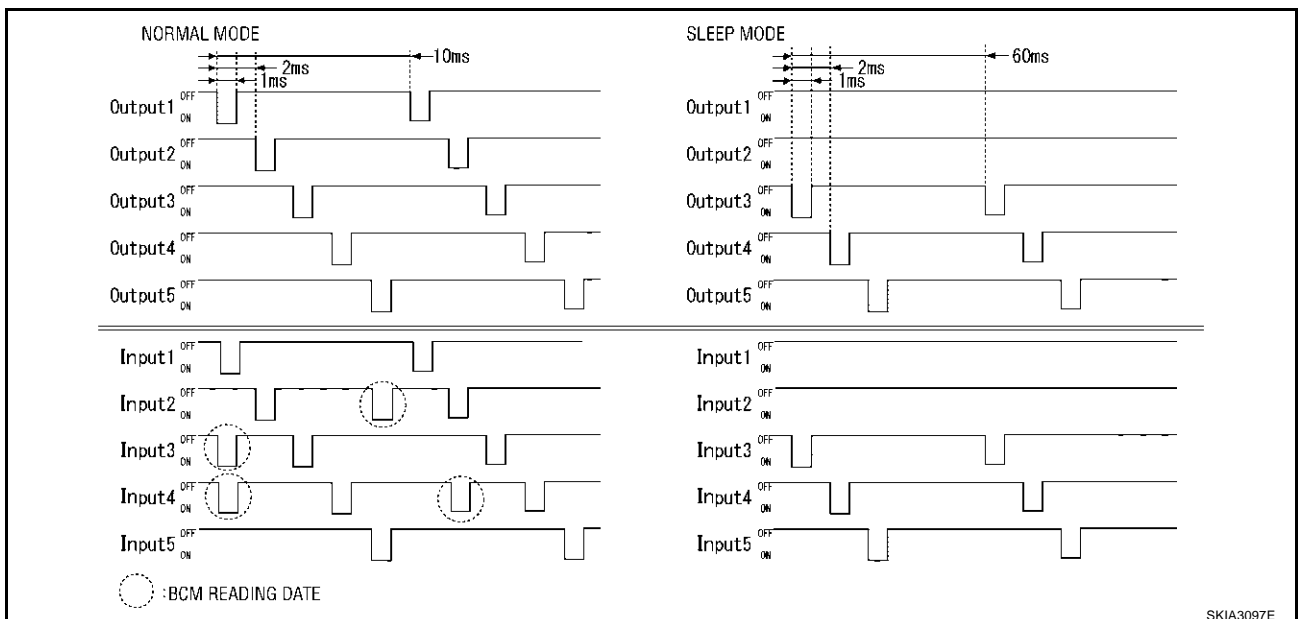 NORMAL MODE
10ms
2ms
1ms
Output1 OFF ON
Output2 OFF ON
Output3 OFF ON
Output4 OFF ON
Output5 OFF ON
Input1 OFF ON
Input2 OFF ON
Input3 OFF ON
Input4 OFF ON
Input5 OFF ON
:BCM READING DATE
SLEEP MODE
60ms
2ms
1ms
Output1 OFF ON
Output2 OFF ON
Output3 OFF ON
Output4 OFF ON
Output5 OFF ON
Input1 OFF ON
Input2 OFF ON
Input3 OFF ON
Input4 OFF ON
Input5 OFF ON
SKIA3097E